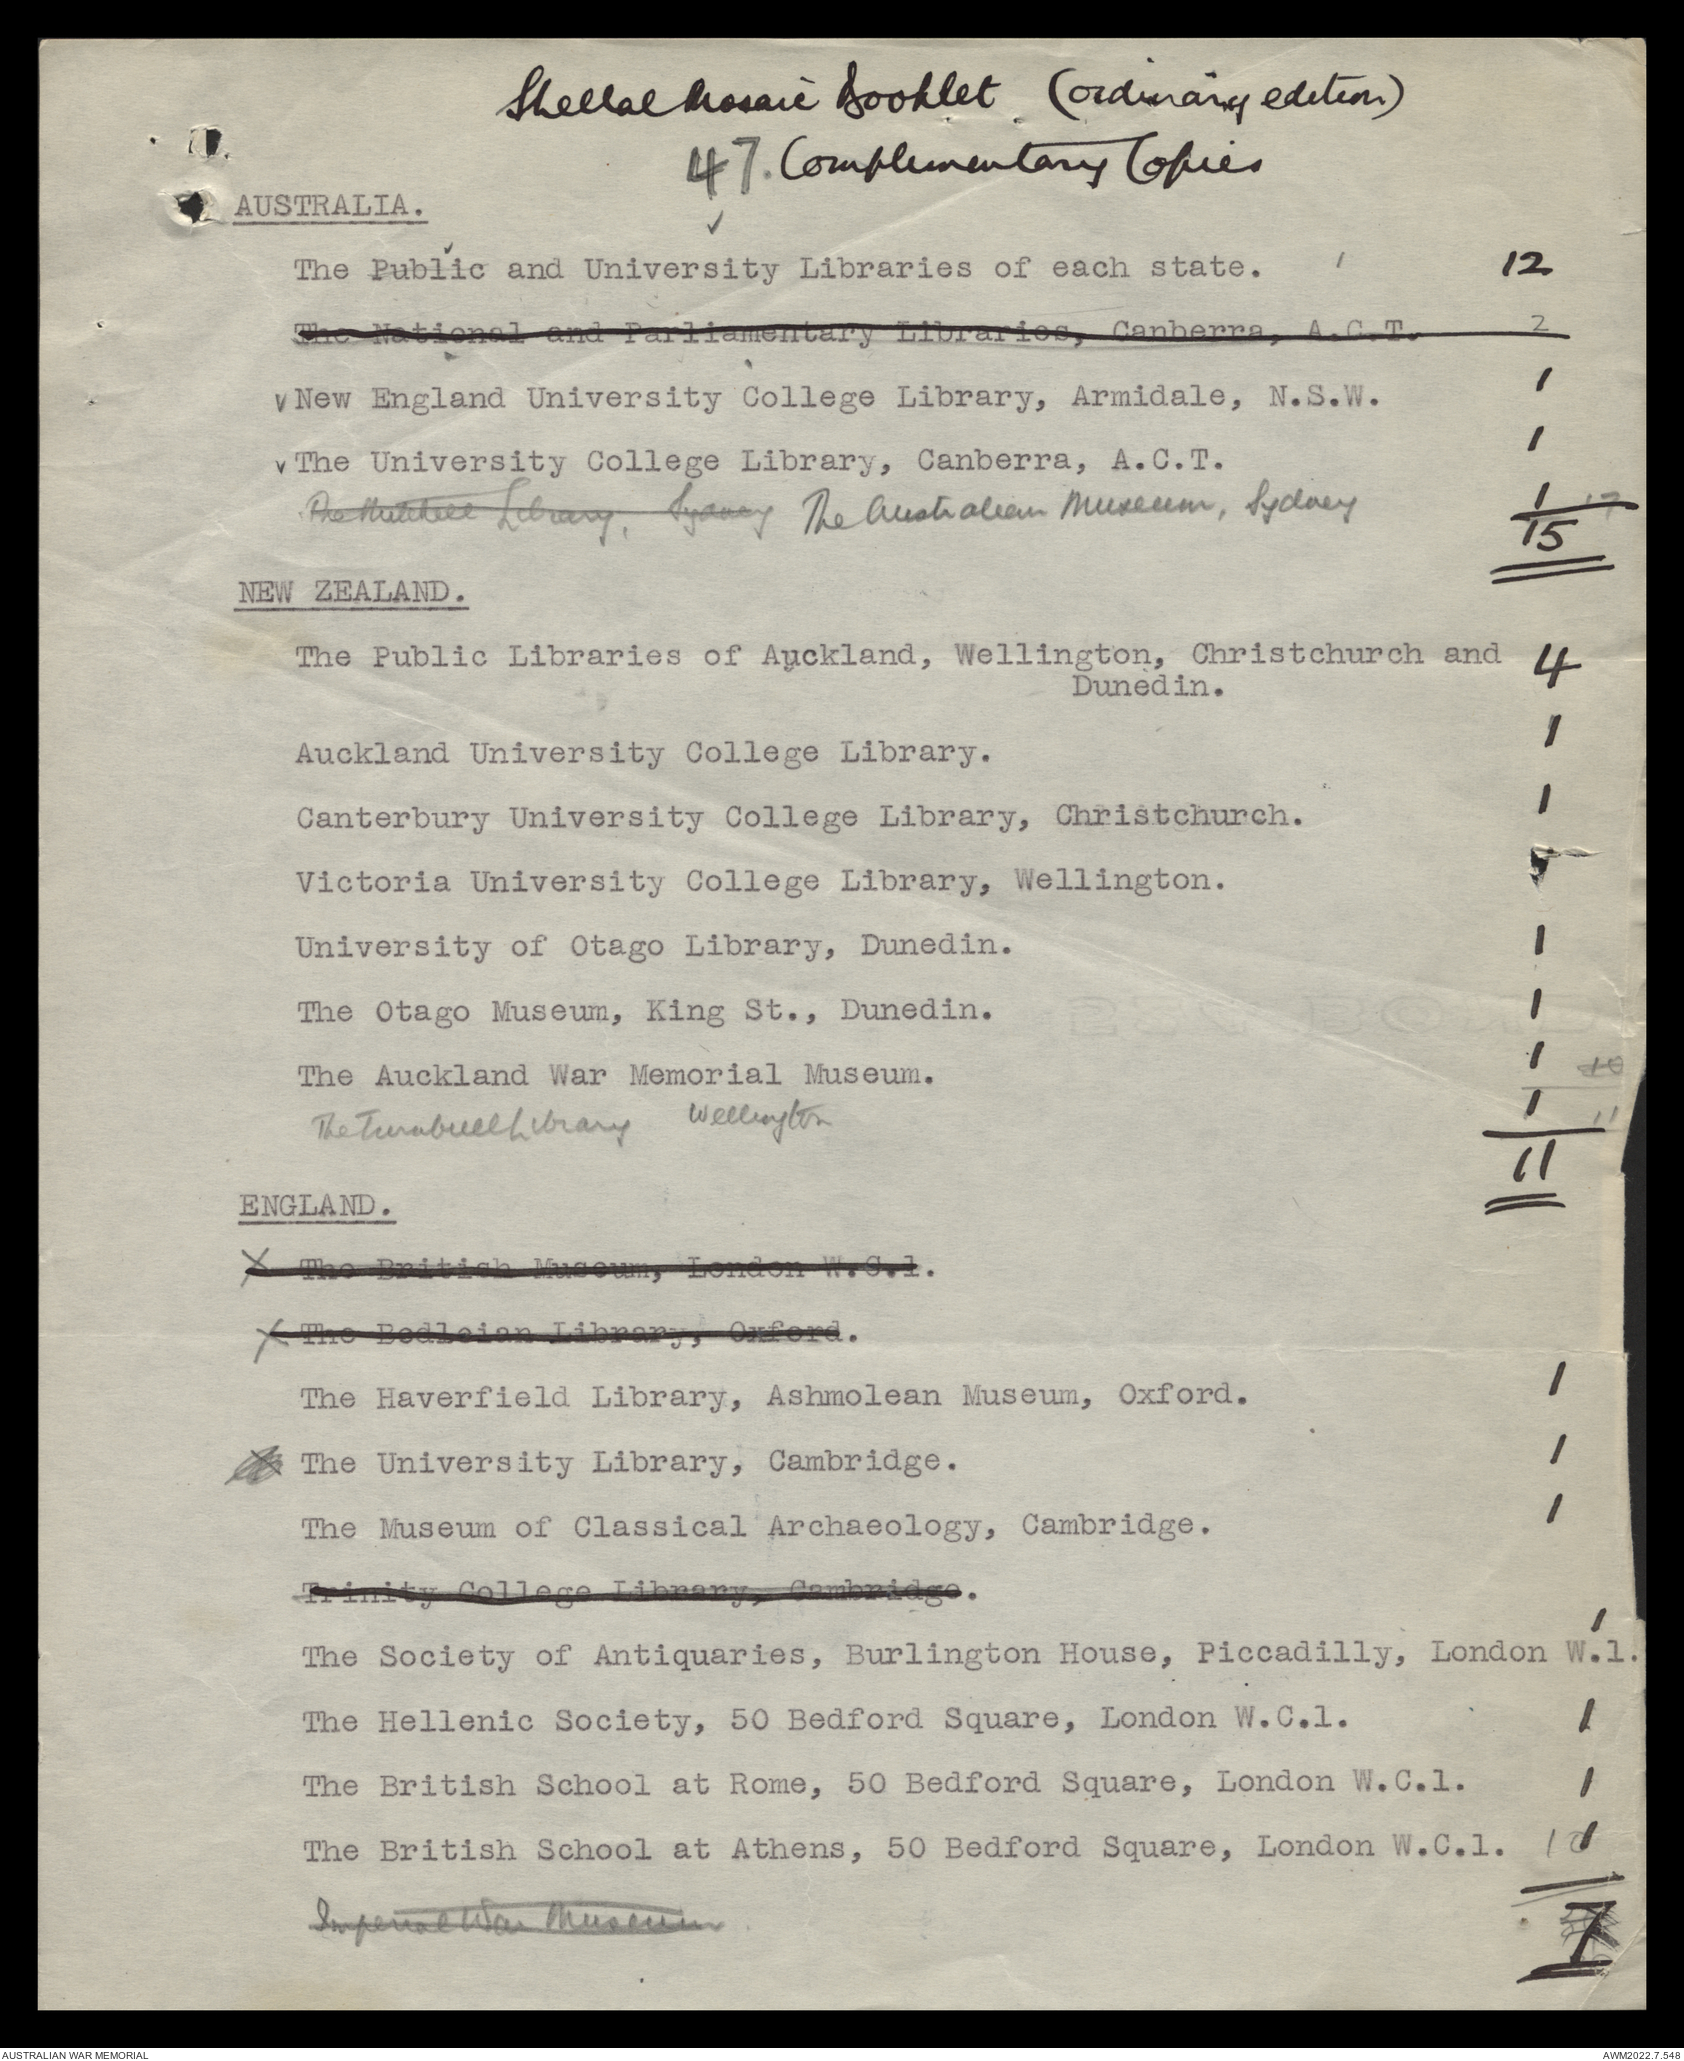 Shellal Mosaic Booklet (ordinary edition)
47. Complementary Copies
AUSTRALIA.
The Public and University Libraries of each state. 12
The National and Parliamentary Libraries, Canberra, A.C.T. 2
New England University College Library, Armidale, N.S.W. 1
The University College Library, Canberra, A.C.T. 1
The Mitchell Library, Sydney The Australian Museum, Sydney 1 17
15
NEW ZEALAND.
The Public Libraries of Auckland, Wellington, Christchurch and 4
Dunedin.
Auckland University College Library. 1
Canterbury University College Library, Christchurch. 1
Victoria University College Library, Wellington.
University of Otago Library, Dunedin. 1
The Otago Museum, King St., Dunedin. 1
The Auckland War Memorial Museum. 1 10
The Turnbull Library Wellington 1 11
11
ENGLAND.
The British Museum, London W.C.1.
The Bodleian Library, Oxford.
The Haverfield Library, Ashmolean Museum, Oxford. 1
The University Library, Cambridge. 1
The Museum of Classical Archaeology, Cambridge. 1
Trinity College Library, Cambridge.
The Society of Antiquaries, Burlington House, Piccadilly, London W.1. 1
The Hellenic Society, 50 Bedford Square, London W.C.1. 1
The British School at Rome, 50 Bedford Square, London W.C.1. 1
The British School at Athens, 50 Bedford Square, London W.C.1. 10 1
Imperial War Museum
7
AUSTRALIAN WAR MEMORIAL
AWM2022.7.548